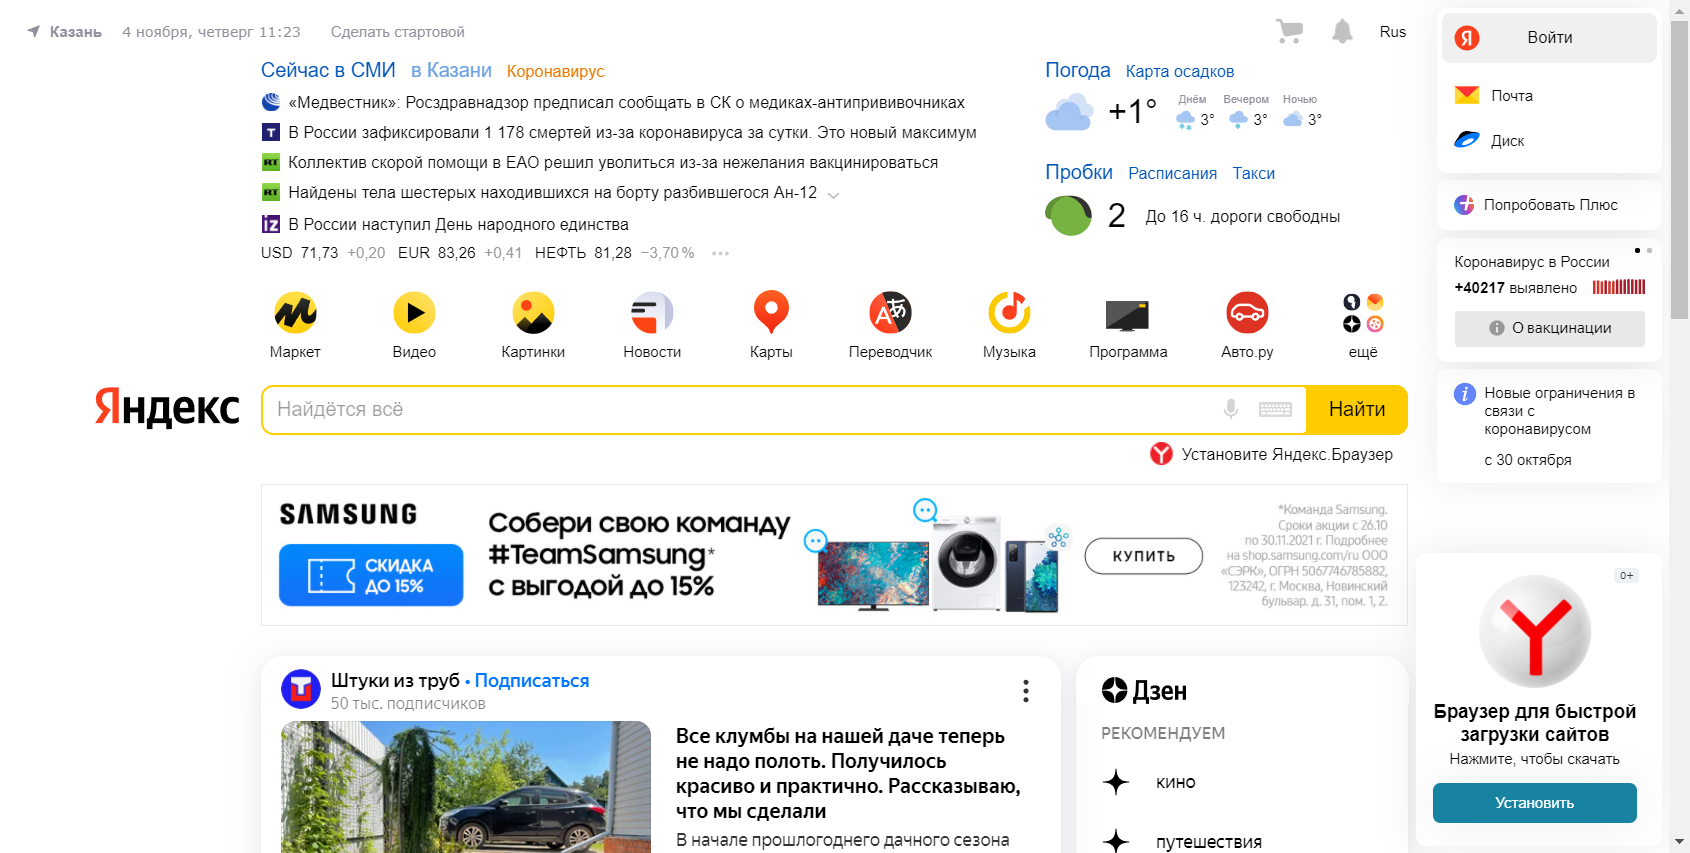 Казань 4 ноября, четверг 11:23 Сделать стартовой
Rus
Сейчас в СМИ в Казани Коронавирус
«Медвестник»: Росздравнадзор предписал сообщать в СК о медиках-антипрививочниках
В России зафиксировали 1 178 смертей из-за коронавируса за сутки. Это новый максимум
Коллектив скорой помощи в ЕАО решил уволиться из-за нежелания вакцинироваться
Найдены тела шестерых находившихся на борту разбившегося Ан-12
В России наступил День народного единства
USD 71,73 +0,20 EUR 83,26 +0,41 НЕФТЬ 81,28 −3,70 %
Погода Карта осадков
+1°
Днём Вечером Ночью
3° 3° 3°
Пробки Расписания Такси
2 До 16 ч. дороги свободны
Войти
Почта
Диск
Попробовать Плюс
Коронавирус в России
+40217 выявлено
О вакцинации
Новые ограничения в
связи с
коронавирусом
с 30 октября
Маркет Видео Картинки Новости Карты Переводчик Музыка Программа Авто.ру ещё
Яндекс
Найдётся всё
Найти
Установите Яндекс.Браузер
SAMSUNG
СКИДКА
ДО 15%
Собери свою команду
#TeamSamsung*
с выгодой до 15%
КУПИТЬ
*Команда Samsung.
Сроки акции с 26.10
по 30.11.2021 г. Подробнее
на shop.samsung.com/ru ООО
«СЭРК», ОГРН 5067746785882,
123242, г. Москва, Новинский
бульвар. д. 31, пом. 1, 2.
0+
Браузер для быстрой
загрузки сайтов
Нажмите, чтобы скачать
Установить
Штуки из труб • Подписаться
50 тыс. подписчиков
Все клумбы на нашей даче теперь
не надо полоть. Получилось
красиво и практично. Рассказываю,
что мы сделали
В начале прошлогоднего дачного сезона
Дзен
РЕКОМЕНДУЕМ
кино
путешествия